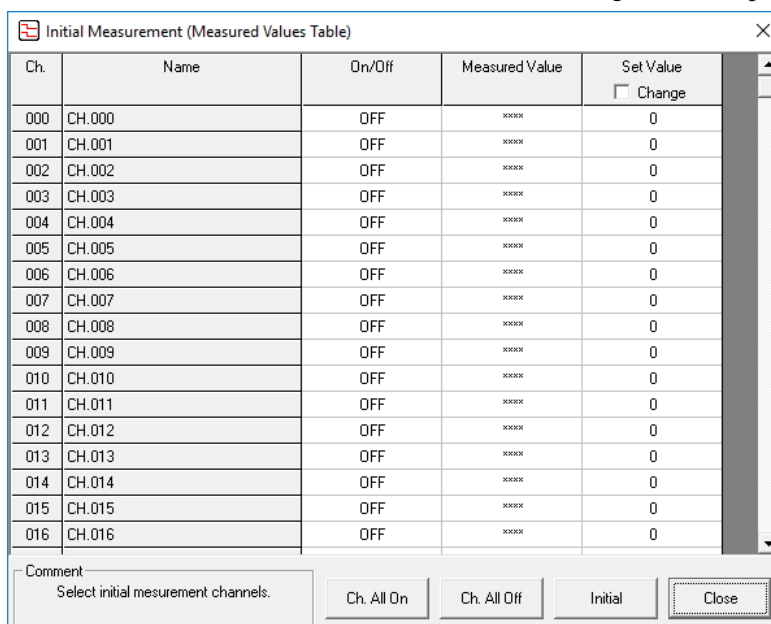 Initial Measurement (Measured Values Table)
Ch. Name On/Off Measured Value Set Value
Change
000 CH.000 OFF **** 0
001 CH.001 OFF **** 0
002 CH.002 OFF **** 0
003 CH.003 OFF **** 0
004 CH.004 OFF **** 0
005 CH.005 OFF **** 0
006 CH.006 OFF **** 0
007 CH.007 OFF **** 0
008 CH.008 OFF **** 0
009 CH.009 OFF **** 0
010 CH.010 OFF **** 0
011 CH.011 OFF **** 0
012 CH.012 OFF **** 0
013 CH.013 OFF **** 0
014 CH.014 OFF **** 0
015 CH.015 OFF **** 0
016 CH.016 OFF **** 0
Comment
Select initial mesurement channels.
Ch. All On Ch. All Off Initial Close